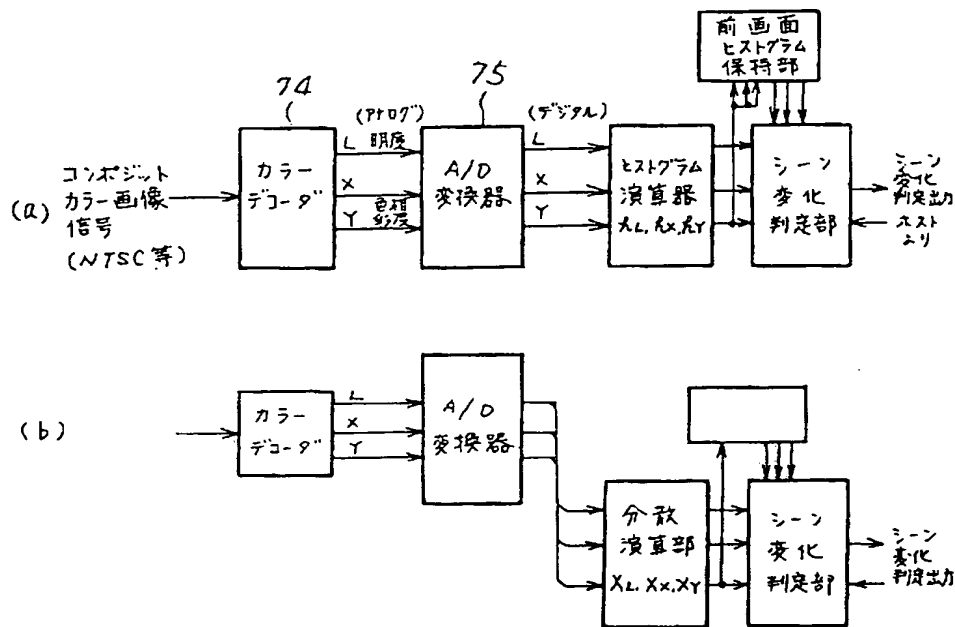 前画面
ヒストグラム
保持部
74
75
(a)
コンポジット
カラー画像
信号
(NTSC等)
カラー
デコーダ
(アナログ)
L 明度
X
Y 色相
彩度
A/D
変換器
(デジタル)
L
X
Y
ヒストグラム
演算器
hL, hX, hY
シーン
変化
判定部
シーン
変化
判定出力
ホスト
より
(b)
カラー
デコーダ
L
X
Y
A/D
変換器
分散
演算部
XL, XX, XY
シーン
変化
判定部
シーン
変化
判定出力